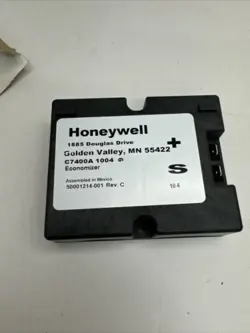 Honeywell
1885 Douglas Drive
Golden Valley, MN 55422
C7400A 1004
Economizer
Assembled in Mexico
50001214-001 Rev. C
+
S